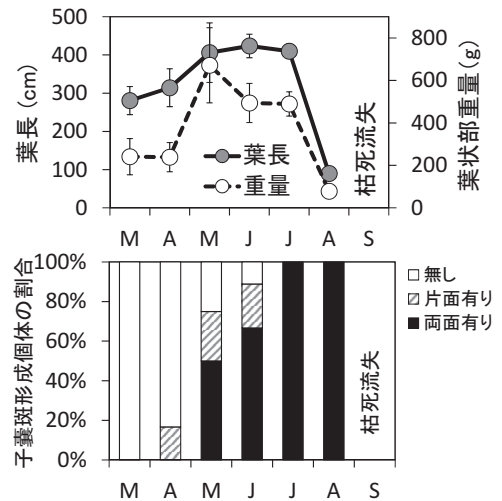 500
400
300
200
100
0
葉長 (cm)
800
600
400
200
0
葉状部重量(g)
葉長
重量
枯死流失
M A M J J A S
100%
80%
60%
40%
20%
0%
子嚢斑形成個体の割合
無し
片面有り
両面有り
枯死流失
M A M J J A S